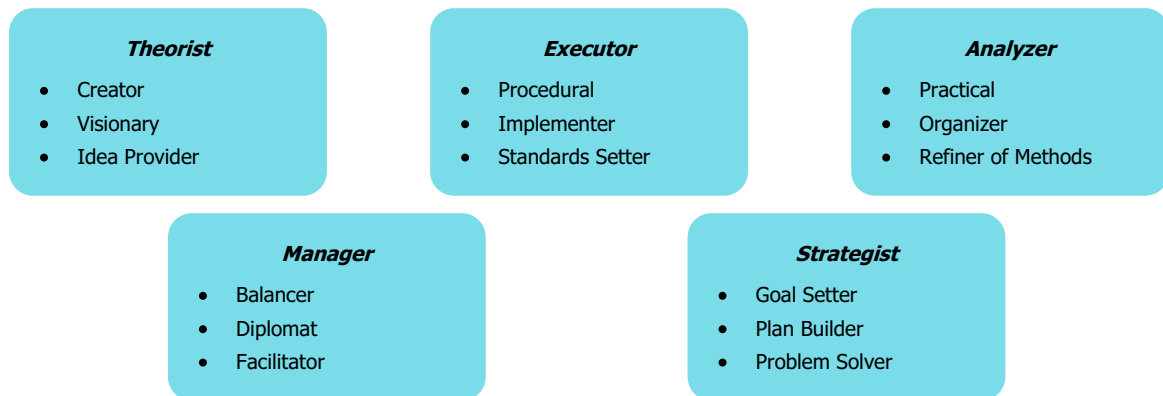 Theorist
• Creator
• Visionary
• Idea Provider
Executor
• Procedural
• Implementer
• Standards Setter
Analyzer
• Practical
• Organizer
• Refiner of Methods
Manager
• Balancer
• Diplomat
• Facilitator
Strategist
• Goal Setter
• Plan Builder
• Problem Solver